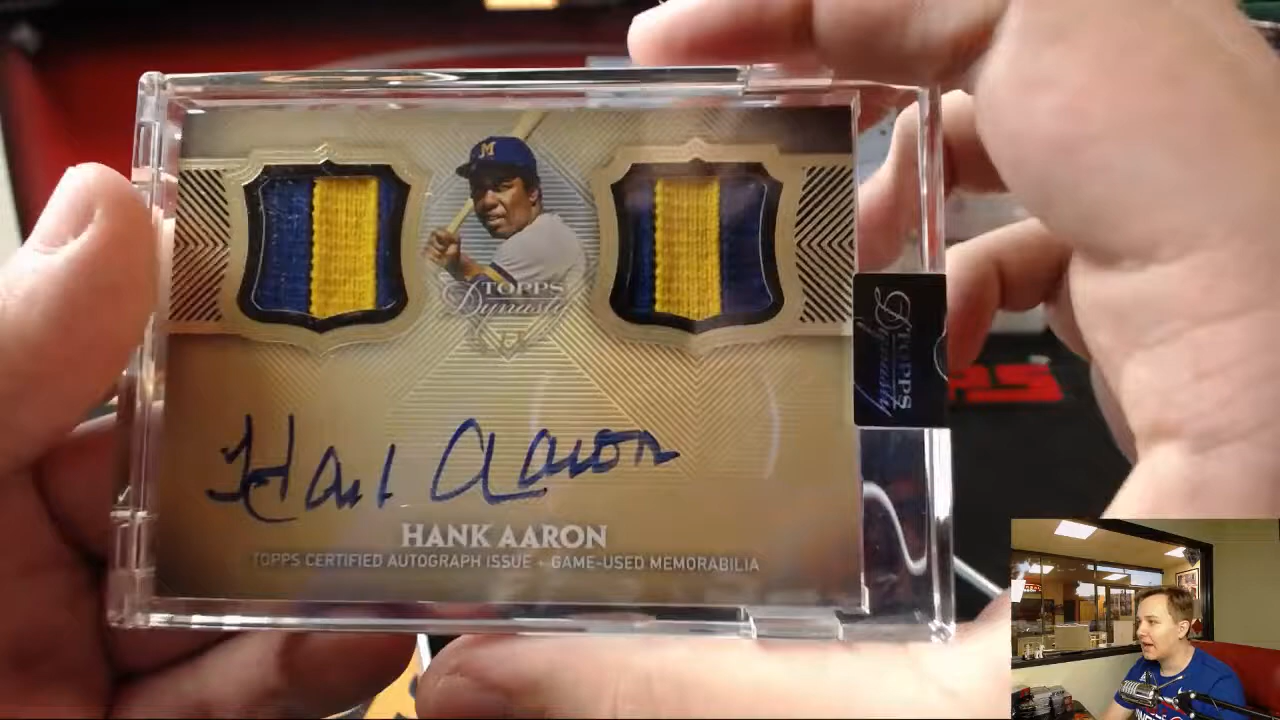 M
TOPPS
Dynasty
TOPPS
Dynasty
Hank Aaron
HANK AARON
TOPPS CERTIFIED AUTOGRAPH ISSUE • GAME-USED MEMORABILIA